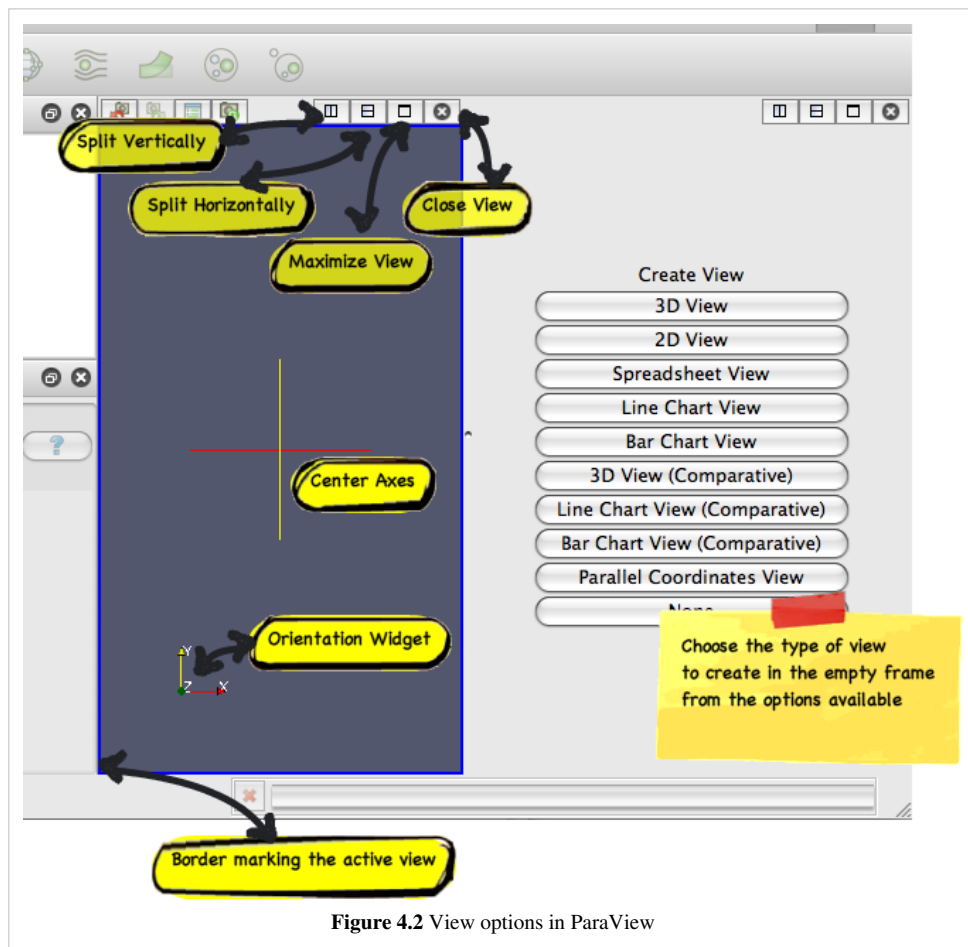 Split Vertically
Split Horizontally
Close View
Maximize View
Create View
3D View
2D View
Spreadsheet View
Line Chart View
Bar Chart View
Center Axes
3D View (Comparative)
Line Chart View (Comparative)
Bar Chart View (Comparative)
Parallel Coordinates View
None
Orientation Widget
Y
Z X
Choose the type of view
to create in the empty frame
from the options available
Border marking the active view
Figure 4.2 View options in ParaView